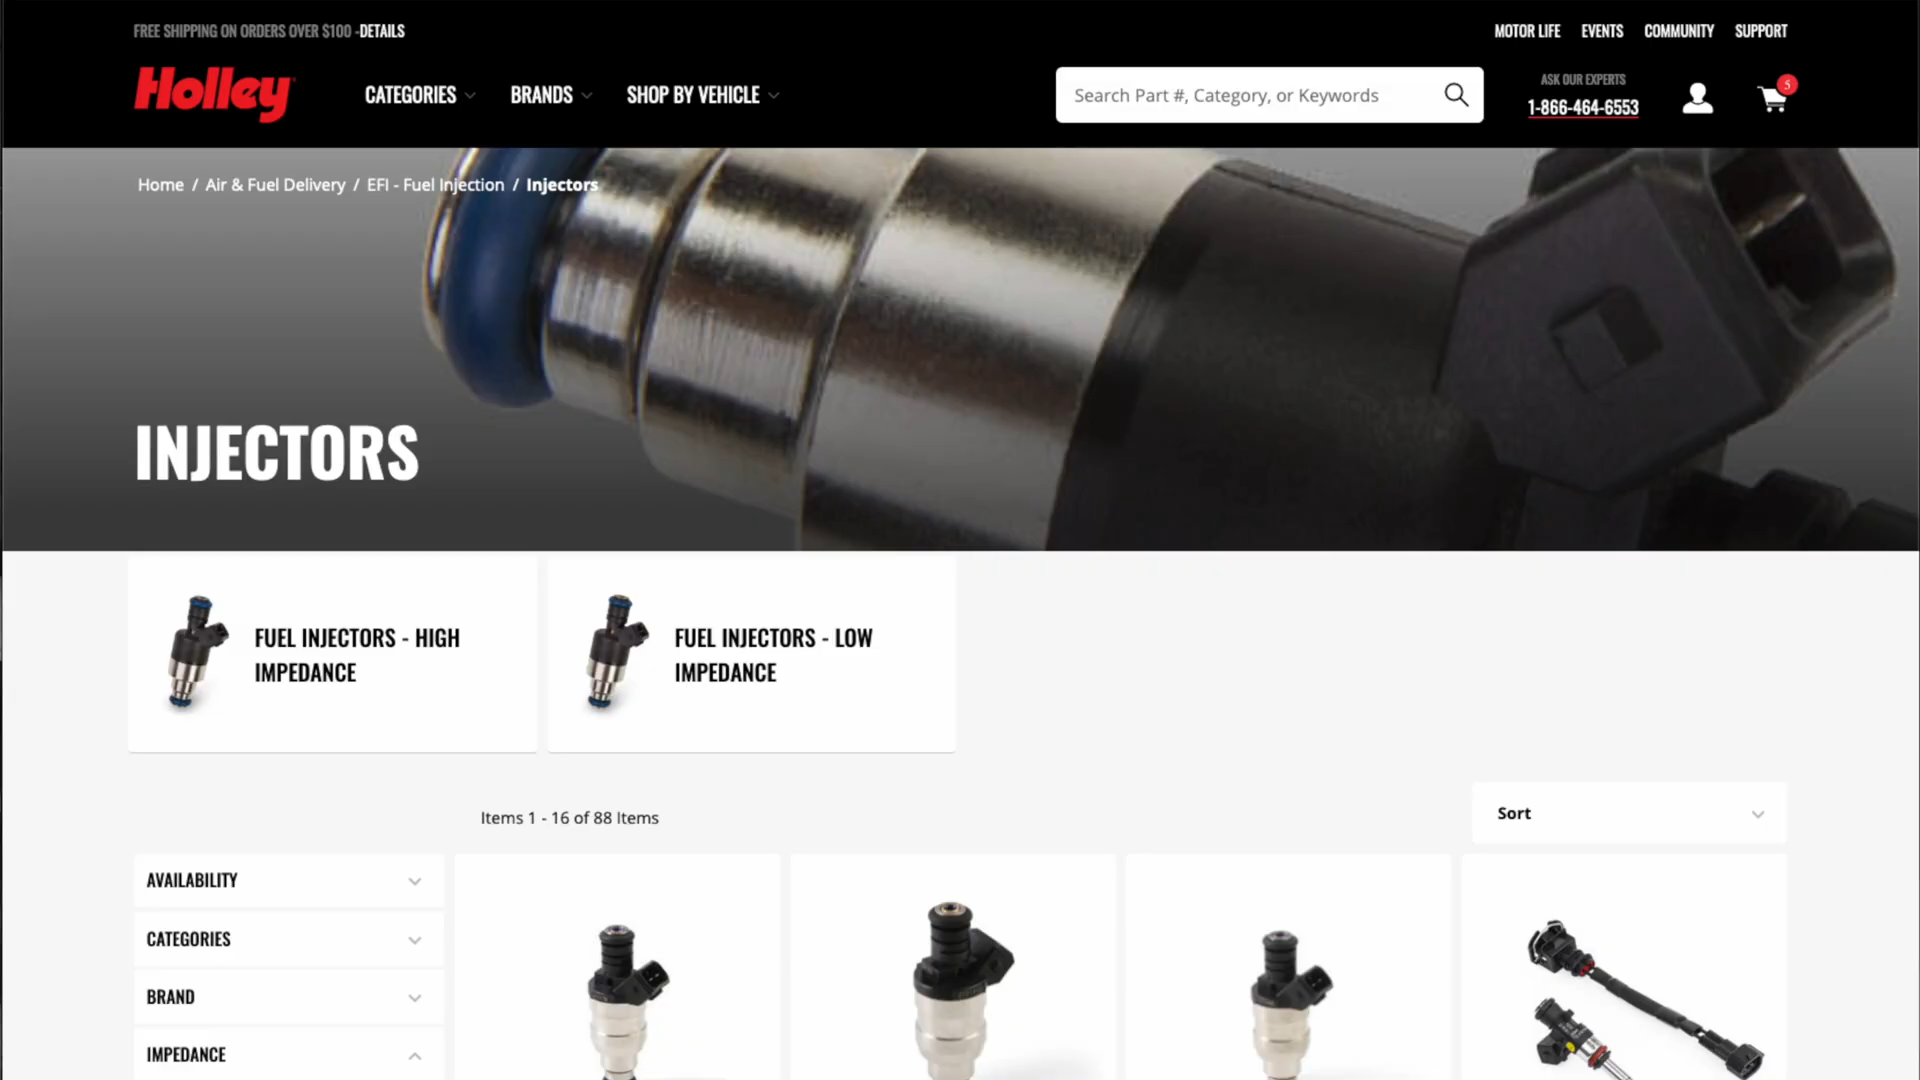 FREE SHIPPING ON ORDERS OVER $100 -DETAILS
MOTOR LIFE EVENTS COMMUNITY SUPPORT
Holley
CATEGORIES BRANDS SHOP BY VEHICLE
Search Part #, Category, or Keywords
ASK OUR EXPERTS
1-866-464-6553
5
Home / Air & Fuel Delivery / EFI - Fuel Injection / Injectors
INJECTORS
FUEL INJECTORS - HIGH
IMPEDANCE
FUEL INJECTORS - LOW
IMPEDANCE
Items 1 - 16 of 88 Items
Sort
AVAILABILITY
CATEGORIES
BRAND
IMPEDANCE